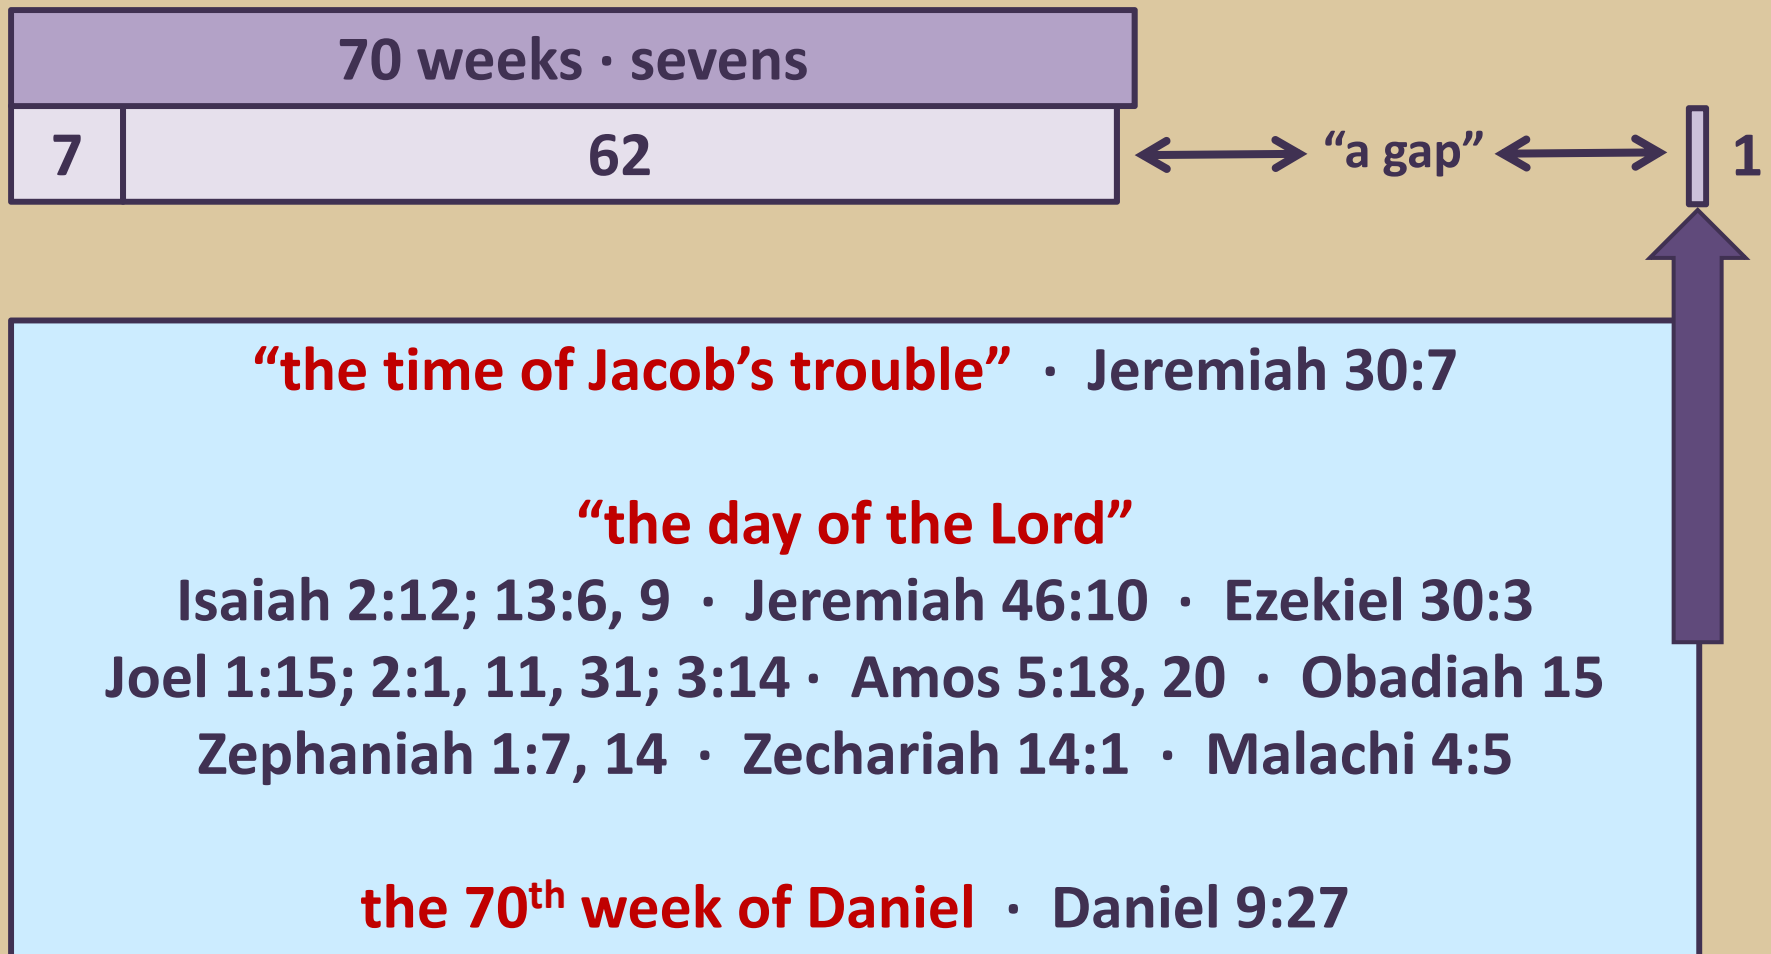 70 weeks · sevens
7 62 “a gap” 1
“the time of Jacob’s trouble” · Jeremiah 30:7
“the day of the Lord”
Isaiah 2:12; 13:6, 9 · Jeremiah 46:10 · Ezekiel 30:3
Joel 1:15; 2:1, 11, 31; 3:14 · Amos 5:18, 20 · Obadiah 15
Zephaniah 1:7, 14 · Zechariah 14:1 · Malachi 4:5
the 70th week of Daniel · Daniel 9:27